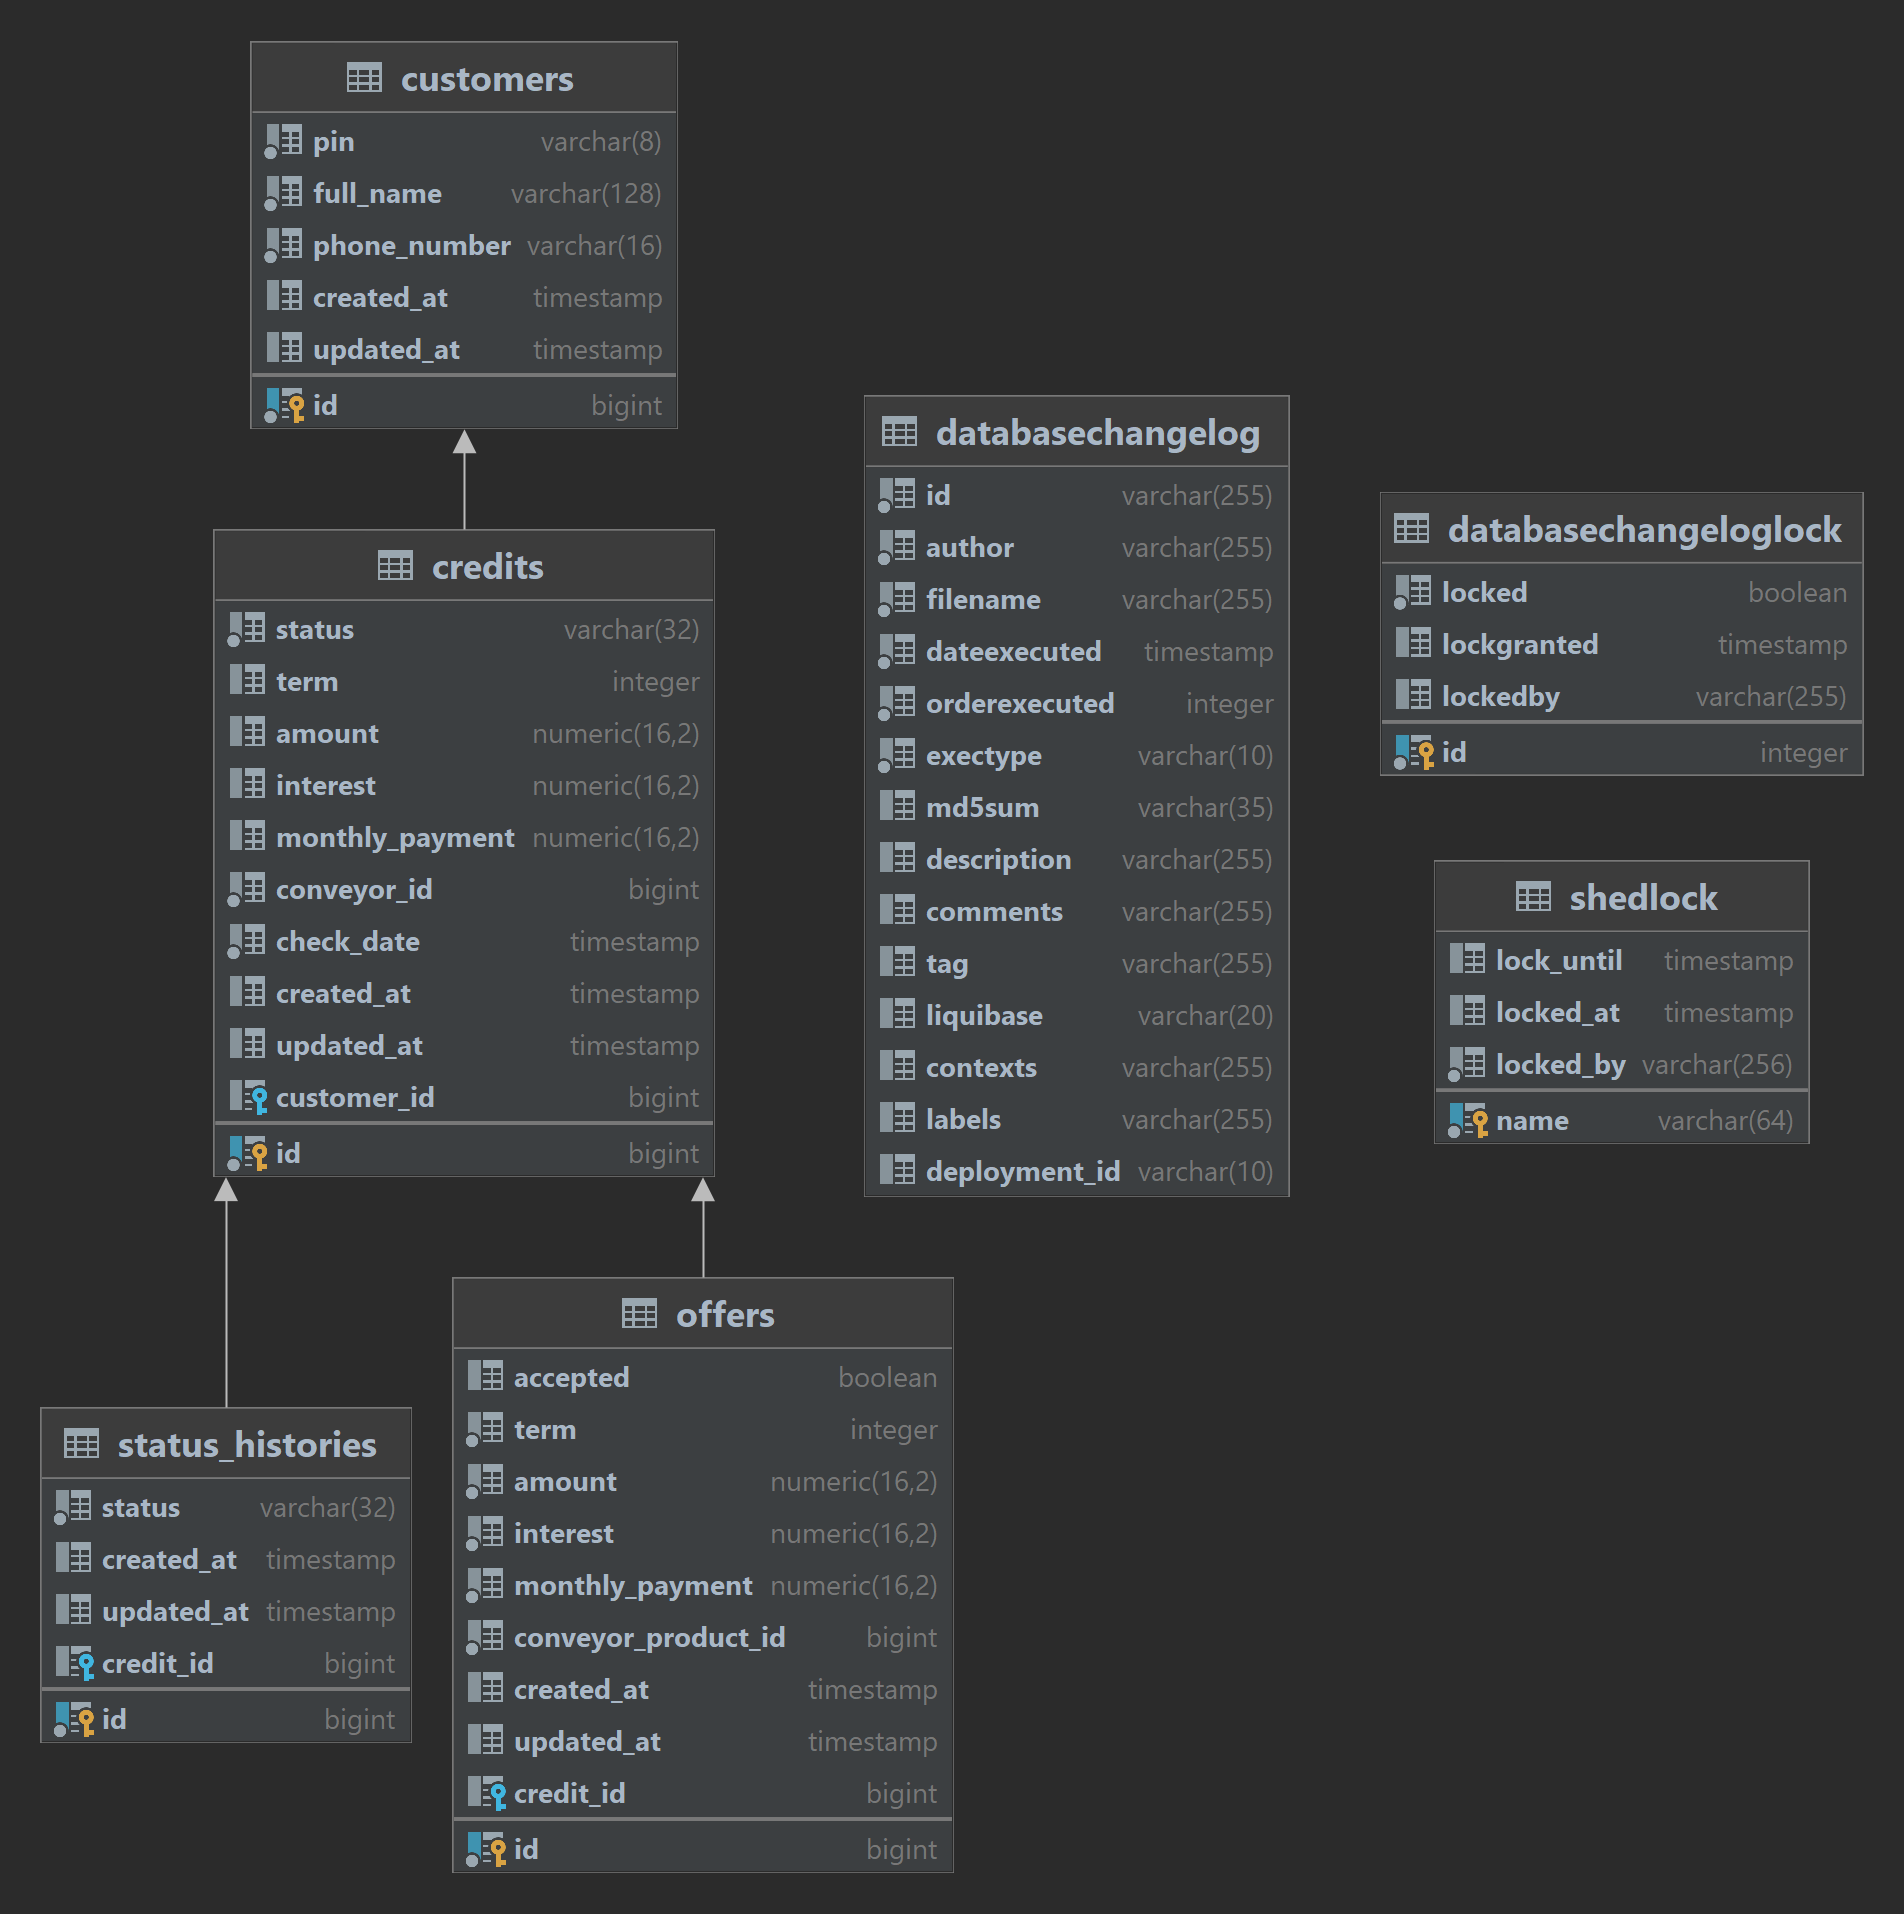 customers
pin varchar(8)
full_name varchar(128)
phone_number varchar(16)
created_at timestamp
updated_at timestamp
id bigint
credits
status varchar(32)
term integer
amount numeric(16,2)
interest numeric(16,2)
monthly_payment numeric(16,2)
conveyor_id bigint
check_date timestamp
created_at timestamp
updated_at timestamp
customer_id bigint
id bigint
status_histories
status varchar(32)
created_at timestamp
updated_at timestamp
credit_id bigint
id bigint
offers
accepted boolean
term integer
amount numeric(16,2)
interest numeric(16,2)
monthly_payment numeric(16,2)
conveyor_product_id bigint
created_at timestamp
updated_at timestamp
credit_id bigint
id bigint
databasechangelog
id varchar(255)
author varchar(255)
filename varchar(255)
dateexecuted timestamp
orderexecuted integer
exectype varchar(10)
md5sum varchar(35)
description varchar(255)
comments varchar(255)
tag varchar(255)
liquibase varchar(20)
contexts varchar(255)
labels varchar(255)
deployment_id varchar(10)
databasechangeloglock
locked boolean
lockgranted timestamp
lockedby varchar(255)
id integer
shedlock
lock_until timestamp
locked_at timestamp
locked_by varchar(256)
name varchar(64)